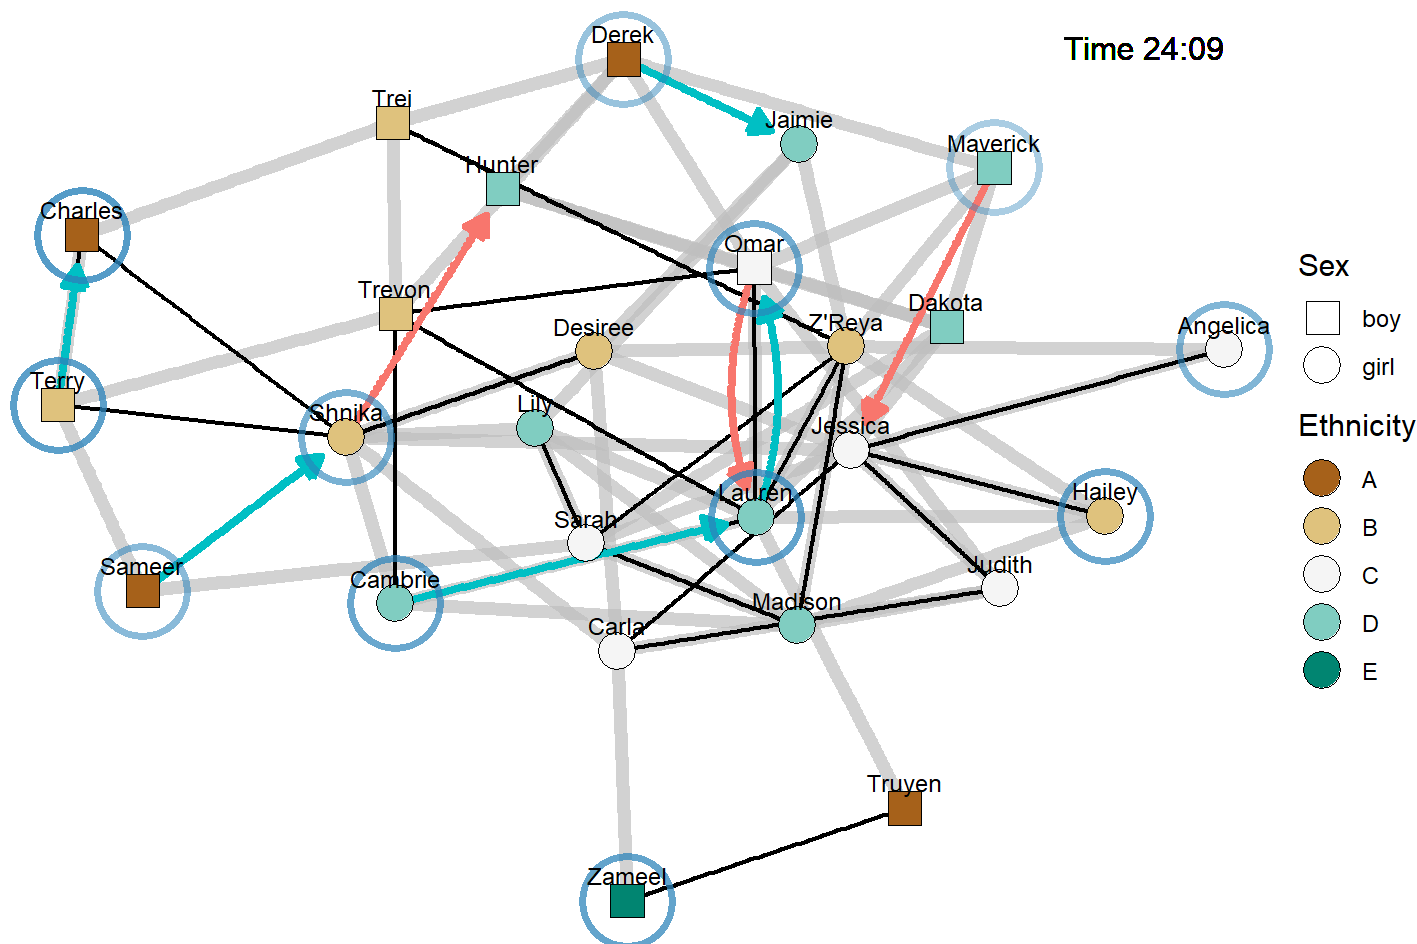 Derek
Time 24:09
Trei
Jaimie
Maverick
Hunter
Charles
Omar
Sex
Trevon
Dakota
Z'Reya
Desiree
Angelica
boy
girl
Terry
Shnika
Lily
Jessica
Ethnicity
A
Lauren
Hailey
Sarah
B
Sameer
Cambrie
Judith
C
Madison
Carla
D
E
Truyen
Zameel